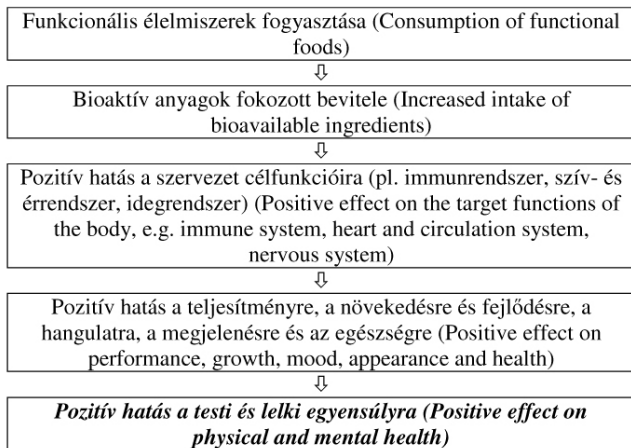 Funkcionális élelmiszerek fogyasztása (Consumption of functional
foods)
Bioaktív anyagok fokozott bevitele (Increased intake of
bioavailable ingredients)
Pozitív hatás a szervezet célfunkcióira (pl. immunrendszer, szív- és
érrendszer, idegrendszer) (Positive effect on the target functions of
the body, e.g. immune system, heart and circulation system,
nervous system)
Pozitív hatás a teljesítményre, a növekedésre és fejlődésre, a
hangulatra, a megjelenésre és az egészségre (Positive effect on
performance, growth, mood, appearance and health)
Pozitív hatás a testi és lelki egyensúlyra (Positive effect on
physical and mental health)